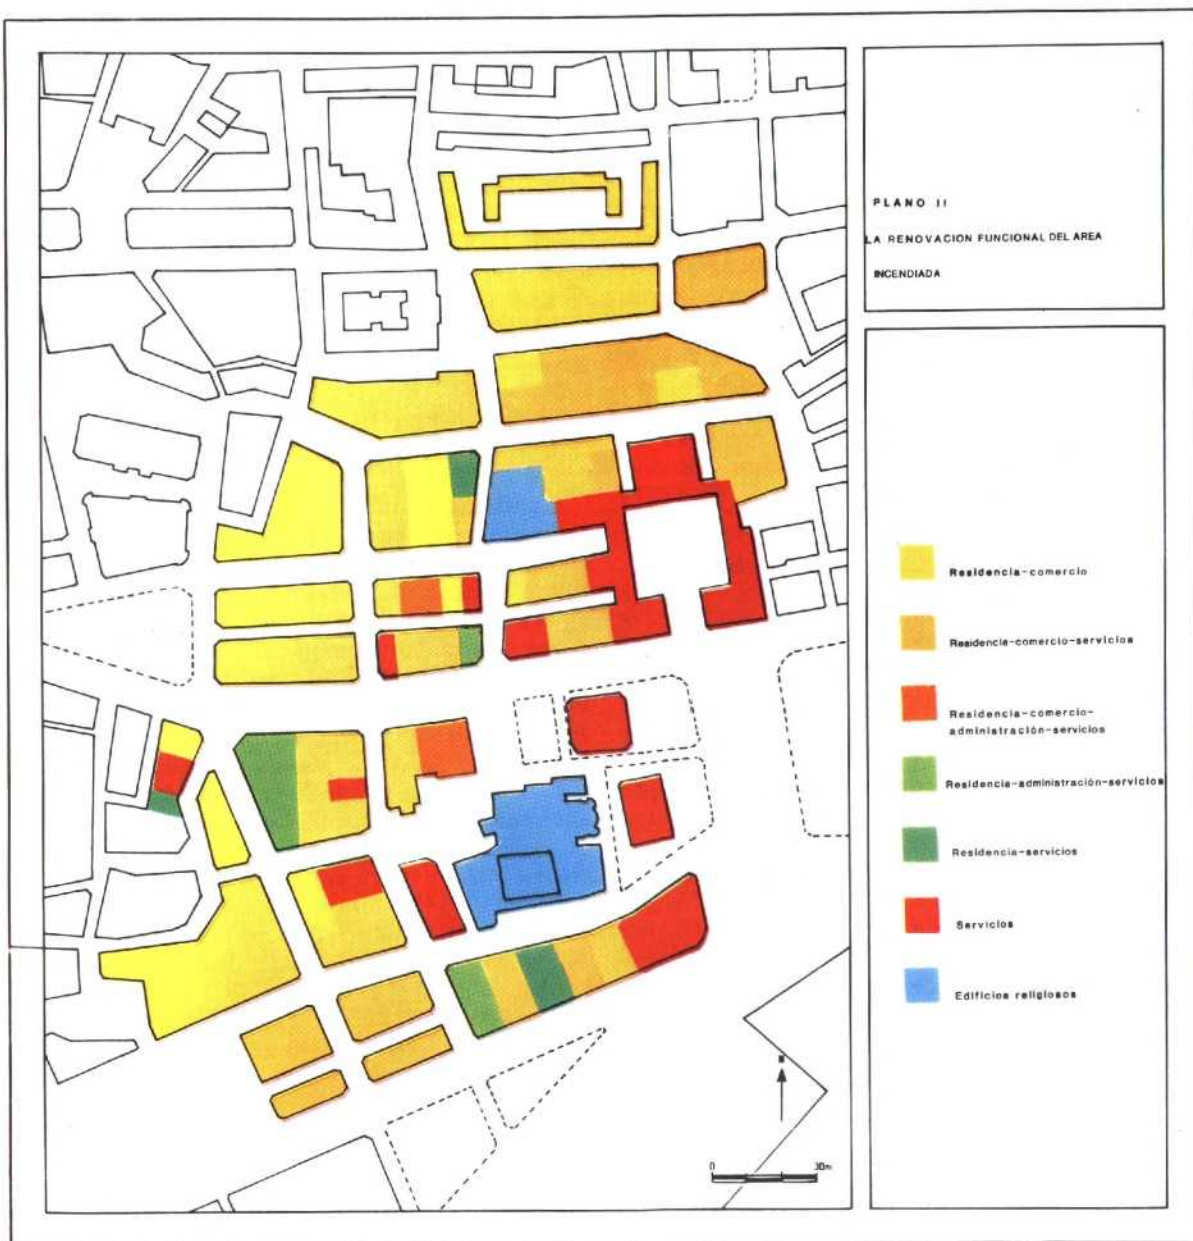 PLANO II
LA RENOVACION FUNCIONAL DEL AREA
INCENDIADA
Residencia-comercio
Residencia-comercio-servicios
Residencia-comercio-
administración-servicios
Residencia-administración-servicios
Residencia-servicios
Servicios
Edificios religiosos
0 30m